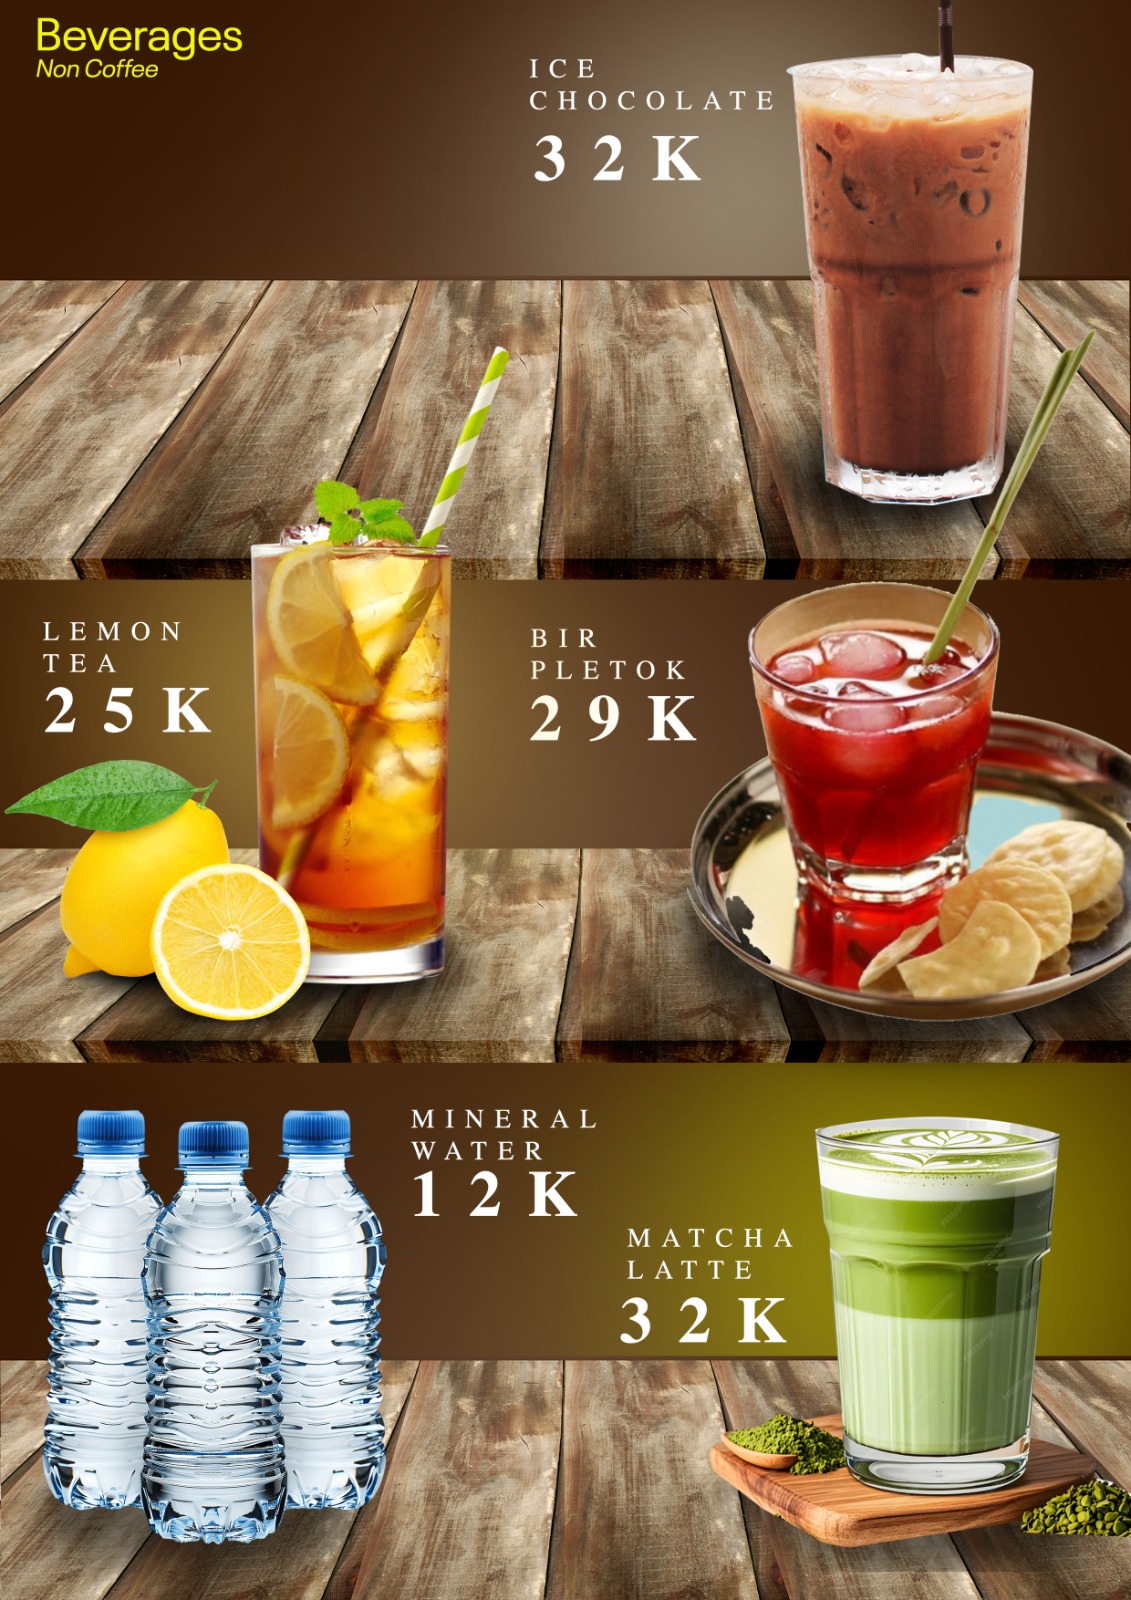 Beverages
Non Coffee
ICE
CHOCOLATE
32K
LEMON
TEA
25K
BIR
PLETOK
29K
MINERAL
WATER
12K
MATCHA
LATTE
32K